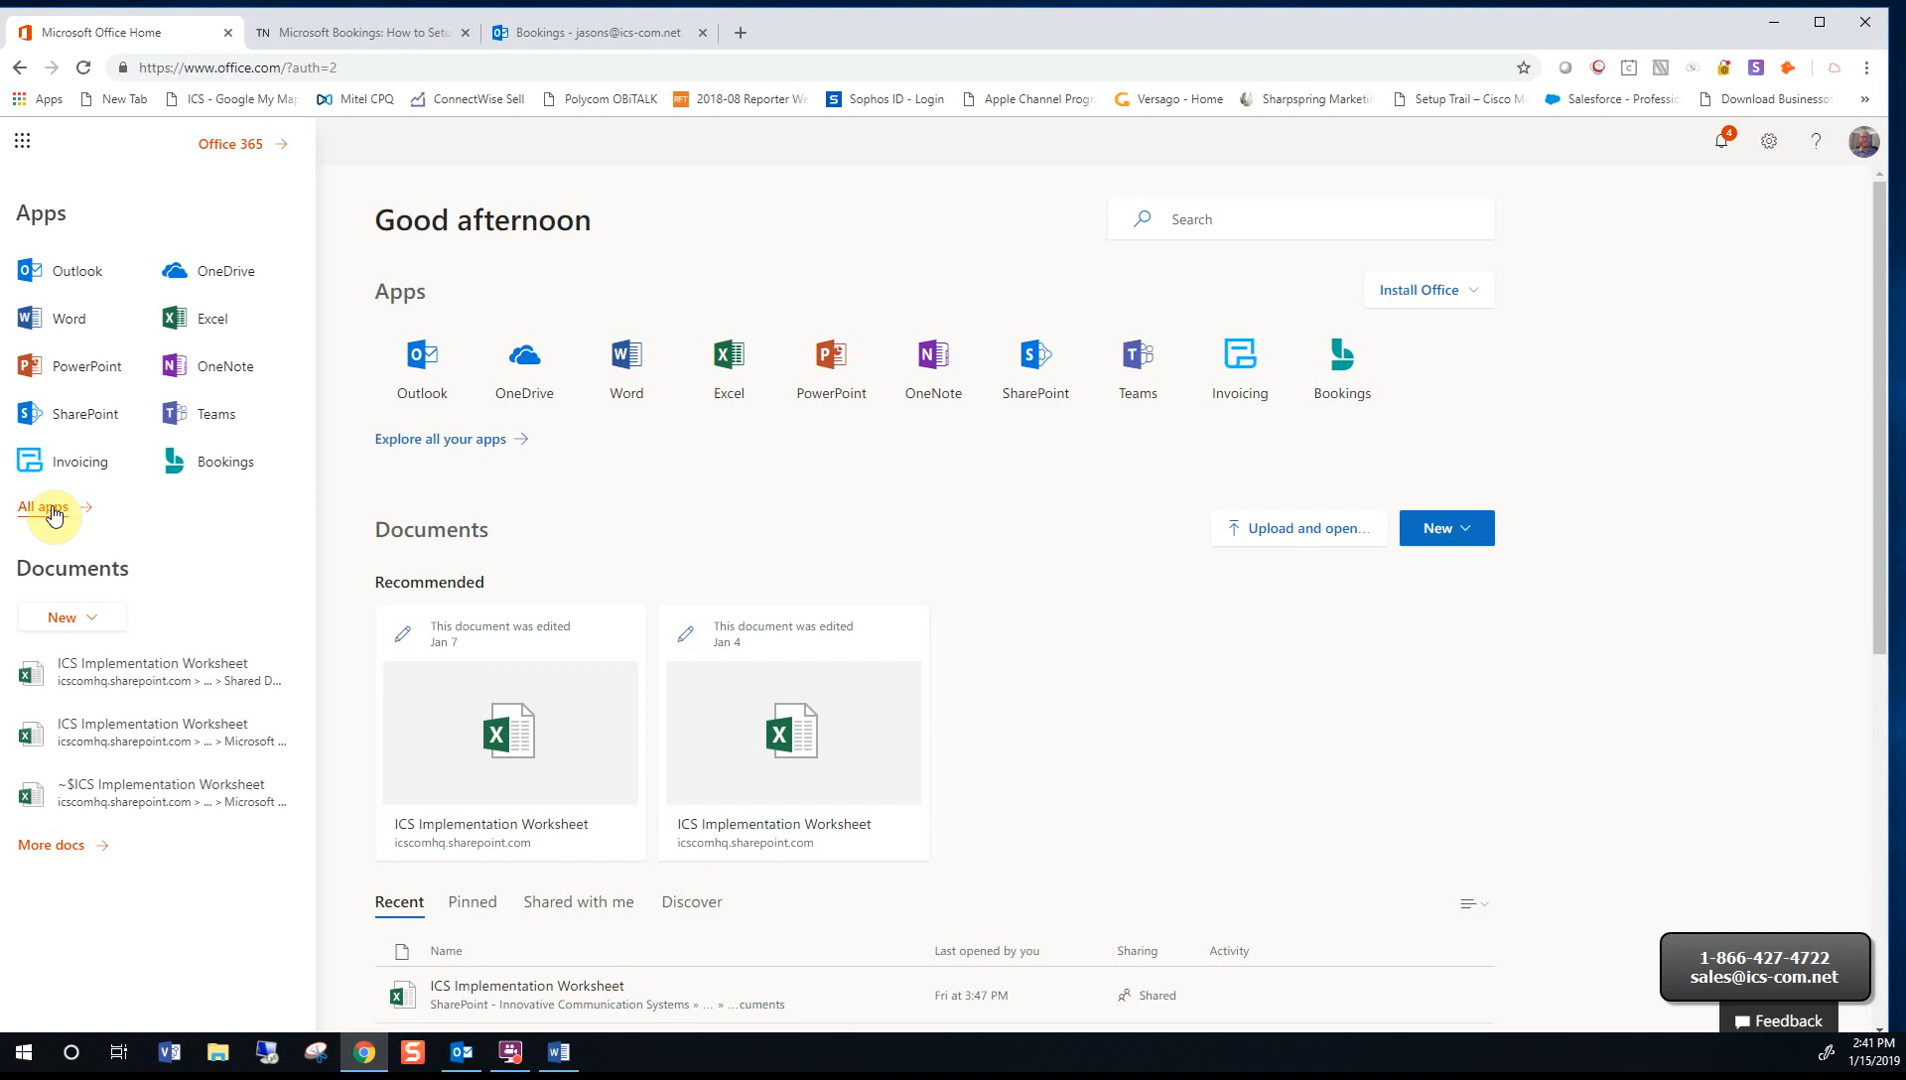 Microsoft Office Home
TN Microsoft Bookings: How to Setu
Bookings - jasons@ics-com.net
https://www.office.com/?auth=2
Apps
New Tab
ICS - Google My Ma
Mitel CPQ
ConnectWise Sell
Polycom OBiTALK
RFT 2018-08 Reporter We
Sophos ID - Login
Apple Channel Prog
Versago - Home
Sharpspring Marketi
Setup Trail – Cisco M
Salesforce - Professi
Download Businesso
Office 365
4
Apps
Outlook
OneDrive
Word
Excel
PowerPoint
OneNote
SharePoint
Teams
Invoicing
Bookings
All apps
Documents
New
ICS Implementation Worksheet
icscomhq.sharepoint.com > ... > Shared D...
ICS Implementation Worksheet
icscomhq.sharepoint.com > ... > Microsoft ...
~$ICS Implementation Worksheet
icscomhq.sharepoint.com > ... > Microsoft ...
More docs
Good afternoon
Search
Apps
Install Office
Outlook
OneDrive
Word
Excel
PowerPoint
OneNote
SharePoint
Teams
Invoicing
Bookings
Explore all your apps
Documents
Upload and open...
New
Recommended
This document was edited
Jan 7
ICS Implementation Worksheet
icscomhq.sharepoint.com
This document was edited
Jan 4
ICS Implementation Worksheet
icscomhq.sharepoint.com
Recent
Pinned
Shared with me
Discover
Name
Last opened by you
Sharing
Activity
ICS Implementation Worksheet
SharePoint - Innovative Communication Systems » ... » ...cuments
Fri at 3:47 PM
Shared
1-866-427-4722
sales@ics-com.net
Feedback
2:41 PM
1/15/2019